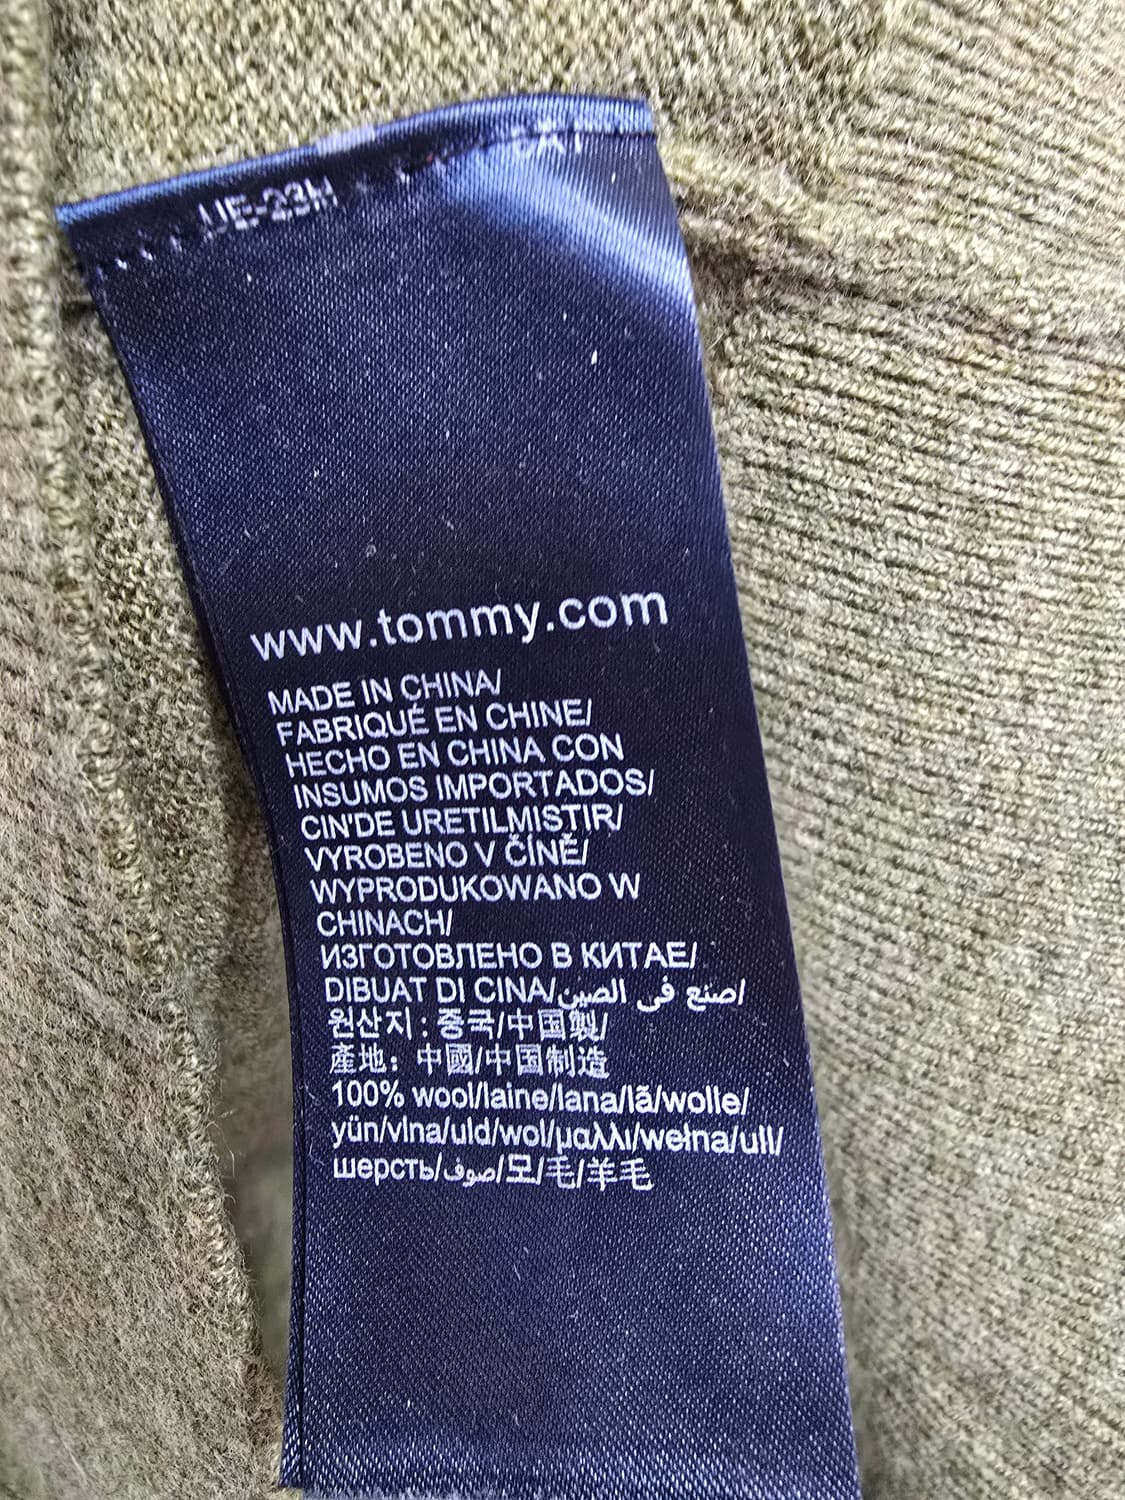 UE-23H
www.tommy.com
MADE IN CHINA/
FABRIQUÉ EN CHINE/
HECHO EN CHINA CON
INSUMOS IMPORTADOS/
CIN'DE URETILMISTIR/
VYROBENO V ČÍNĚ/
WYPRODUKOWANO W
CHINACH/
ИЗГОТОВЛЕНО В КИТАЕ/
DIBUAT DI CINA/صنع في الصين/
원산지 : 중국/中国製/
產地: 中國/中国制造
100% wool/laine/lana/lã/wolle/
yün/vlna/uld/wol/μαλλι/wełna/ull/
шерсть/صوف/모/毛/羊毛